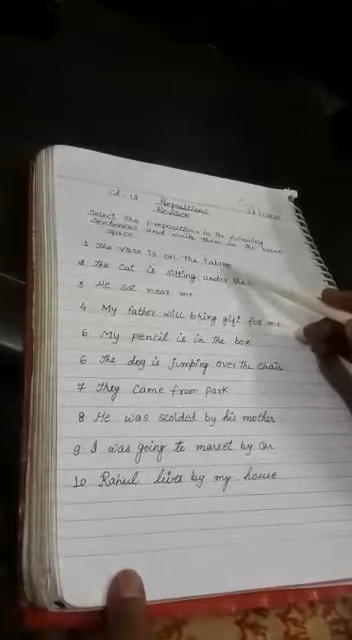 Ch 13
Prepositions
Revision
Select the prepositions in the following
sentences and write them in the
space
1 The vase is on the table
2 The cat is sitting under the
3 He sat near me
4 My father will bring gift for me
5 My pencil is in the box
6 The dog is jumping over the chair
7 They came from park
8 He was scolded by his mother
9. I was going to market by car
10 Rahul lives by my house